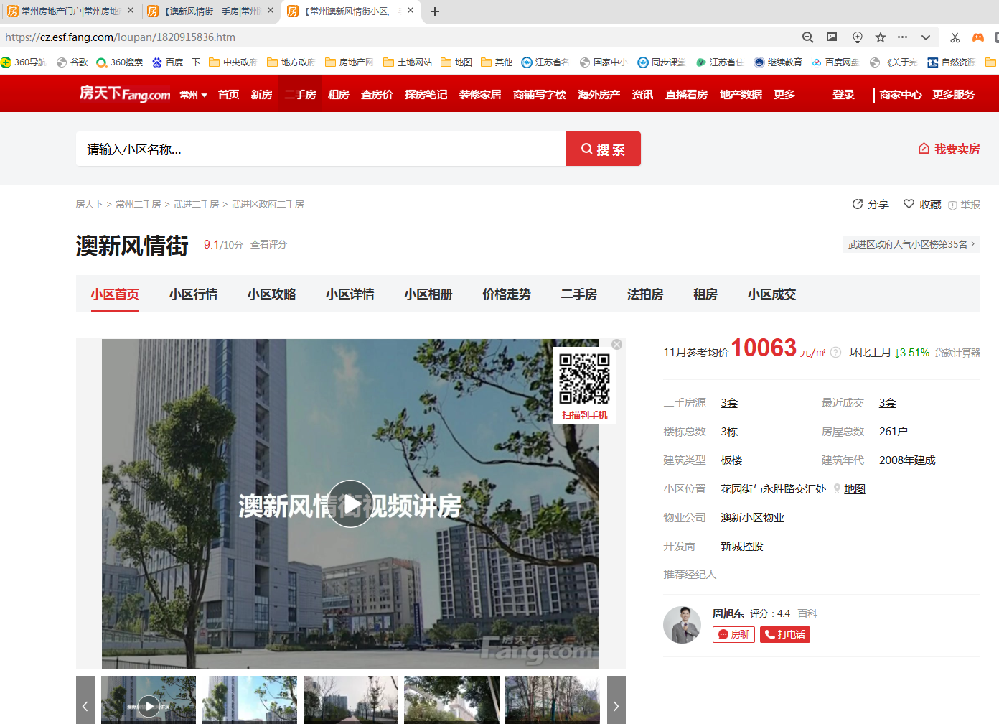 常州房地产门户|常州房地
【澳新风情街二手房|常州
【常州澳新风情街小区,二
https://cz.esf.fang.com/loupan/1820915836.htm
360导航 谷歌 360搜索 百度一下 中央政府 地方政府 房地产网 土地网站 地图 其他 江苏省名 国家中小 同步课堂 江苏省住 继续教育 百度网盘 《关于完 自然资源
房天下Fang.com 常州 首页 新房 二手房 租房 查房价 探房笔记 装修家居 商铺写字楼 海外房产 资讯 直播看房 地产数据 更多 登录 商家中心 更多服务
请输入小区名称...
搜 索
我要卖房
房天下 > 常州二手房 > 武进二手房 > 武进区政府二手房
分享 收藏 举报
澳新风情街 9.1/10分 查看评分
武进区政府人气小区榜第35名 >
小区首页 小区行情 小区攻略 小区详情 小区相册 价格走势 二手房 法拍房 租房 小区成交
扫描到手机
澳新风情街视频讲房
房天下
Fang.com
11月参考均价 10063 元/㎡ ? 环比上月 ↓3.51% 贷款计算器
二手房源 3套 最近成交 3套
楼栋总数 3栋 房屋总数 261户
建筑类型 板楼 建筑年代 2008年建成
小区位置 花园街与永胜路交汇处 地图
物业公司 澳新小区物业
开发商 新城控股
推荐经纪人
周旭东 评分：4.4 百科
房聊 打电话